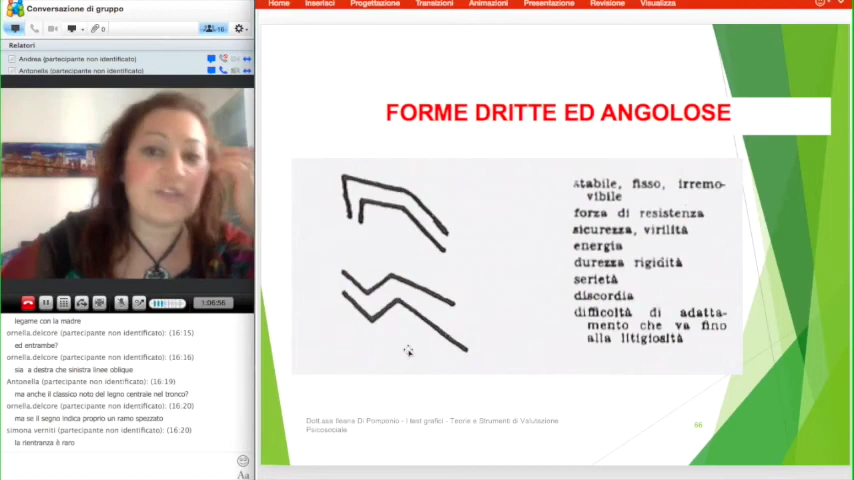 Conversazione di gruppo
Home Inserisci Progettazione Transizioni Animazioni Presentazione Revisione Visualizza
0
16
Relatori
Andrea (partecipante non identificato)
Antonella (partecipante non identificato)
1:06:56
legame con la madre
ornella.delcore (partecipante non identificato): (16:15)
ed entrambe?
ornella.delcore (partecipante non identificato): (16:16)
sia a destra che sinistra linee oblique
Antonella (partecipante non identificato): (16:19)
ma anche il classico noto del legno centrale nel tronco?
ornella.delcore (partecipante non identificato): (16:20)
ma se il segno indica proprio un ramo spezzato
simona verniti (partecipante non identificato): (16:20)
la rientranza è raro
Aa
FORME DRITTE ED ANGOLOSE
stabile, fisso, irremo-
vibile
forza di resistenza
sicurezza, virilità
energia
durezza rigidità
serietà
discordia
difficoltà di adatta-
mento che va fino
alla litigiosità
Dott.ssa Ileana Di Pomponio - I test grafici - Teorie e Strumenti di Valutazione
Psicosociale
66